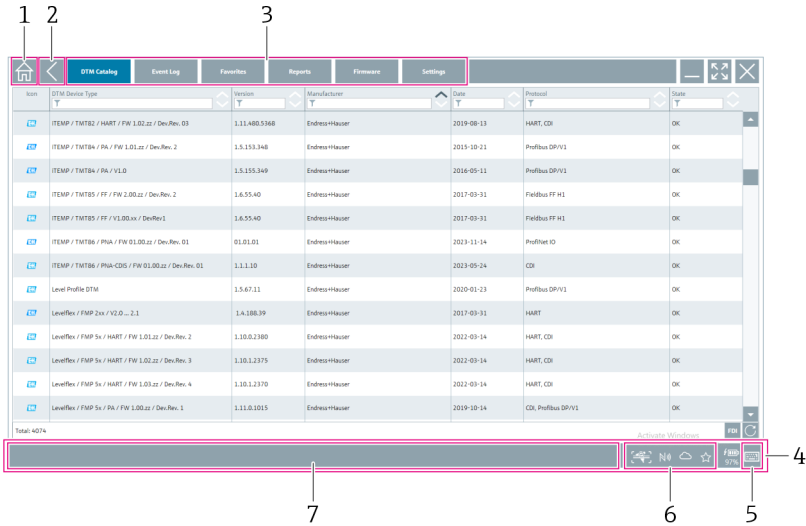 1 2 3
DTM Catalog Event Log Favorites Reports Firmware Settings
Icon DTM Device Type Version Manufacturer Date Protocol State
iTEMP / TMT82 / HART / FW 1.02.zz / Dev.Rev. 03 1.11.480.5368 Endress+Hauser 2019-08-13 HART, CDI OK
iTEMP / TMT84 / PA / FW 1.01.zz / Dev.Rev. 2 1.5.153.348 Endress+Hauser 2015-10-21 Profibus DP/V1 OK
iTEMP / TMT84 / PA / V1.0 1.5.155.349 Endress+Hauser 2016-05-11 Profibus DP/V1 OK
iTEMP / TMT85 / FF / FW 2.00.zz / Dev.Rev. 2 1.6.55.40 Endress+Hauser 2017-03-31 Fieldbus FF H1 OK
iTEMP / TMT85 / FF / V1.00.xx / DevRev1 1.6.55.40 Endress+Hauser 2017-03-31 Fieldbus FF H1 OK
iTEMP / TMT86 / PNA / FW 01.00.zz / Dev.Rev. 01 01.01.01 Endress+Hauser 2023-11-14 ProfiNet IO OK
iTEMP / TMT86 / PNA-CDIS / FW 01.00.zz / Dev.Rev. 01 1.1.1.10 Endress+Hauser 2023-05-24 CDI OK
Level Profile DTM 1.5.67.11 Endress+Hauser 2020-01-23 Profibus DP/V1 OK
Levelflex / FMP 2xx / V2.0 ... 2.1 1.4.188.39 Endress+Hauser 2017-03-31 HART OK
Levelflex / FMP 5x / HART / FW 1.01.zz / Dev.Rev. 2 1.10.0.2380 Endress+Hauser 2022-03-14 HART, CDI OK
Levelflex / FMP 5x / HART / FW 1.02.zz / Dev.Rev. 3 1.10.1.2375 Endress+Hauser 2022-03-14 HART, CDI OK
Levelflex / FMP 5x / HART / FW 1.03.zz / Dev.Rev. 4 1.10.1.2370 Endress+Hauser 2022-03-14 HART, CDI OK
Levelflex / FMP 5x / PA / FW 1.00.zz / Dev.Rev. 1 1.11.0.1015 Endress+Hauser 2019-10-14 CDI, Profibus DP/V1 OK
Total: 4074 Activate Windows FDI
97% 4
7 6 5